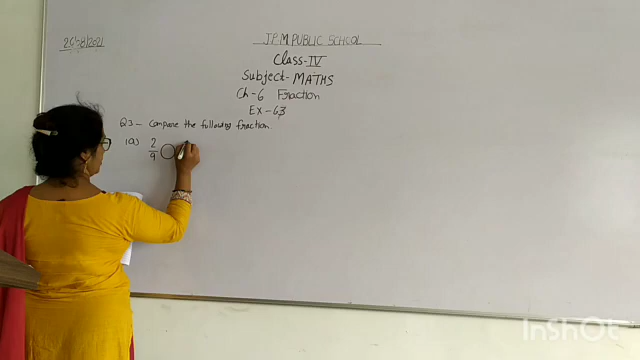 26/08/2021
J.P.M PUBLIC SCHOOL
Class-IV
Subject-MATHS
Ch-6 Fraction
Ex-6.3
Q3- Compare the following fraction.
(a) 2/9
InShOt